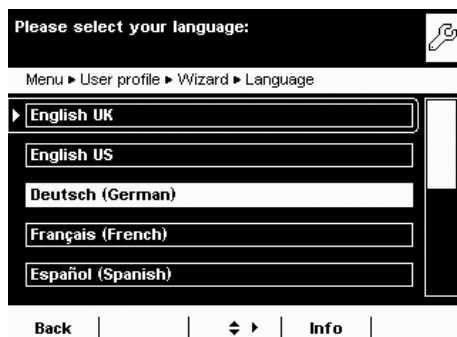 Please select your language:
Menu ▸ User profile ▸ Wizard ▸ Language
English UK
English US
Deutsch (German)
Français (French)
Español (Spanish)
Back
Info